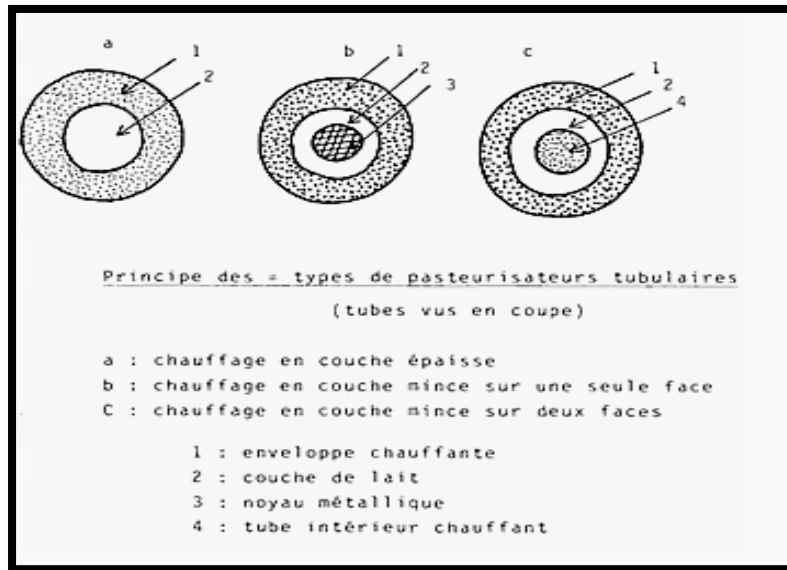 a
1
2
b
1
2
3
c
1
2
4
Principe des = types de pasteurisateurs tubulaires
(tubes vus en coupe)
a : chauffage en couche épaisse
b : chauffage en couche mince sur une seule face
C : chauffage en couche mince sur deux faces
1 : enveloppe chauffante
2 : couche de lait
3 : noyau métallique
4 : tube intérieur chauffant